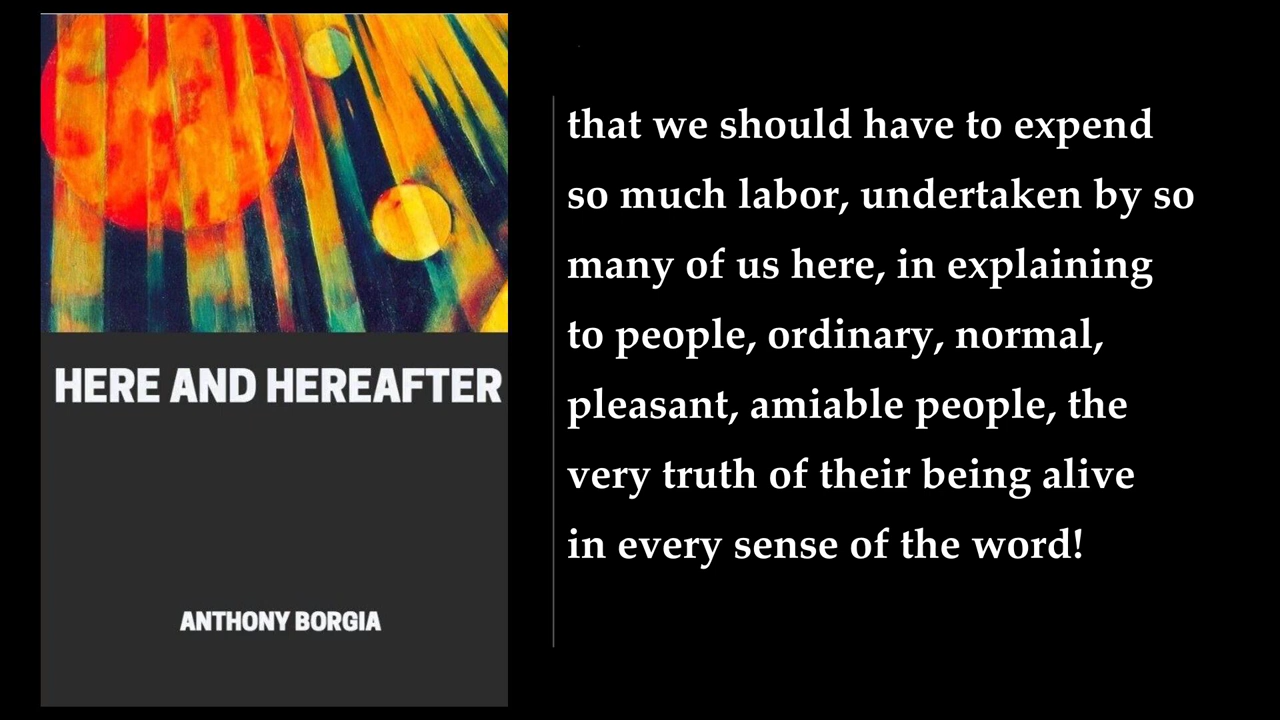 HERE AND HEREAFTER
ANTHONY BORGIA
that we should have to expend
so much labor, undertaken by so
many of us here, in explaining
to people, ordinary, normal,
pleasant, amiable people, the
very truth of their being alive
in every sense of the word!